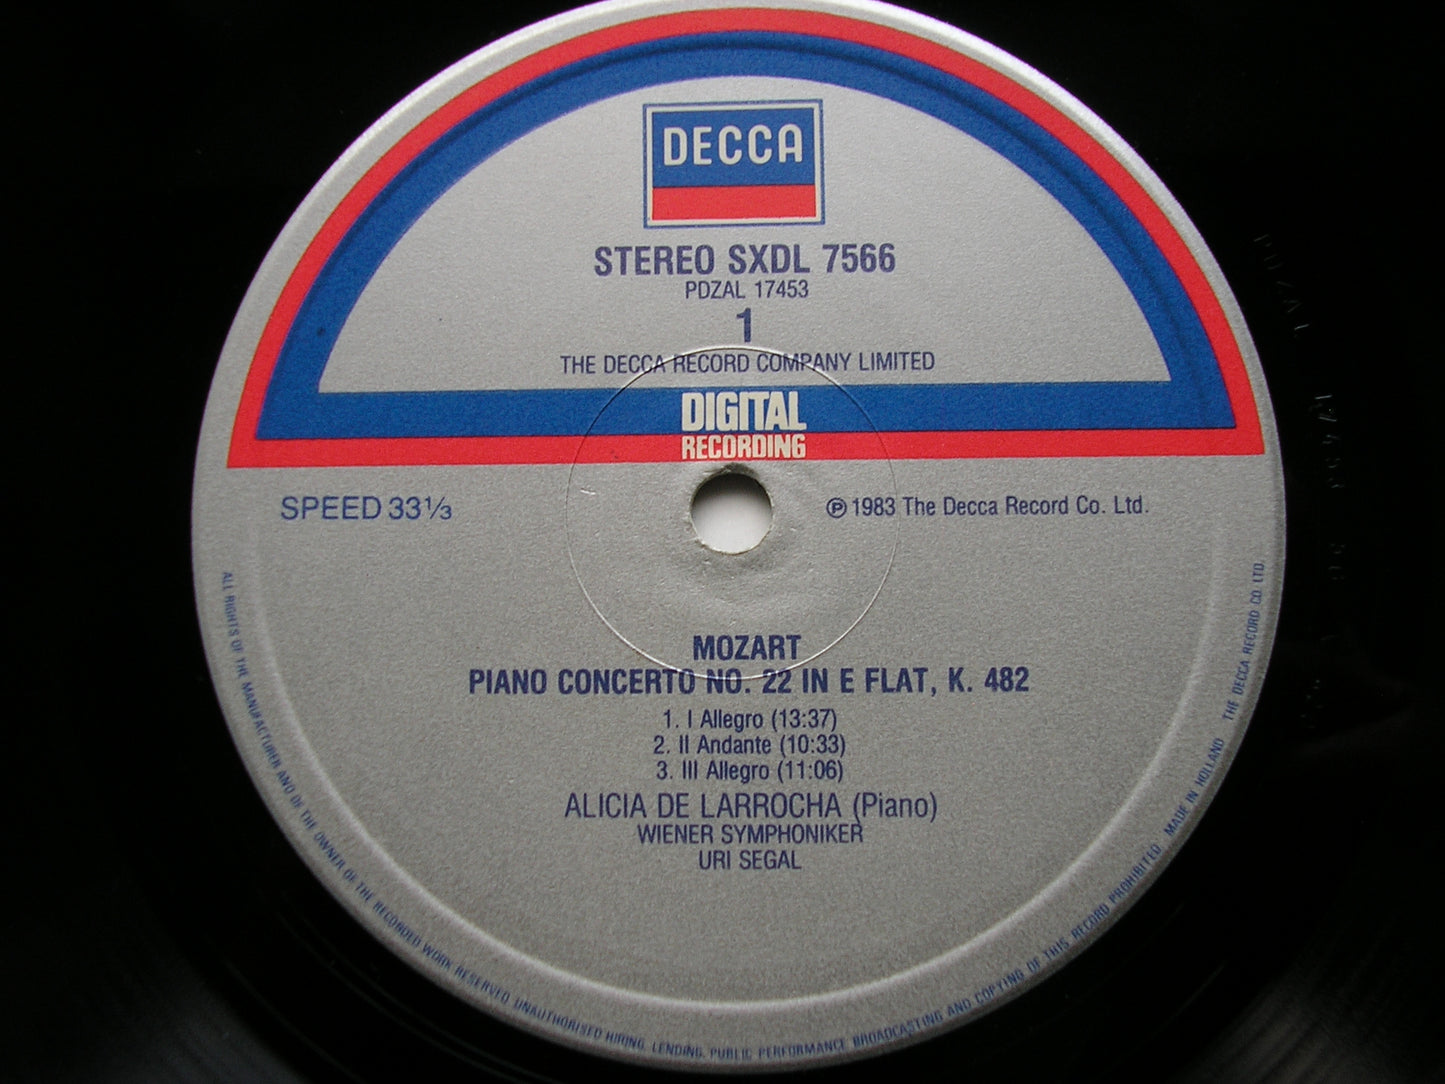 DECCA
STEREO SXDL 7566
PDZAL 17453
1
THE DECCA RECORD COMPANY LIMITED
DIGITAL
RECORDING
SPEED 33⅓
℗ 1983 The Decca Record Co. Ltd.
MOZART
PIANO CONCERTO NO. 22 IN E FLAT, K. 482
1. I Allegro (13:37)
2. II Andante (10:33)
3. III Allegro (11:06)
ALICIA DE LARROCHA (Piano)
WIENER SYMPHONIKER
URI SEGAL
ALL RIGHTS OF THE MANUFACTURER AND OF THE OWNER OF THE RECORDED WORK RESERVED. UNAUTHORISED HIRING, LENDING, PUBLIC PERFORMANCE BROADCASTING AND COPYING OF THIS RECORD PROHIBITED. MADE IN HOLLAND THE DECCA RECORD CO. LTD.
PDZAL 17453